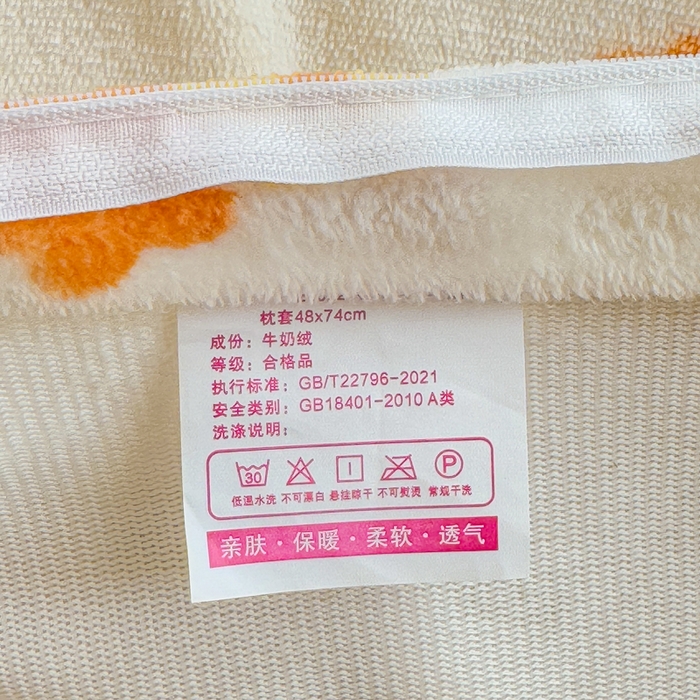 枕套48x74cm
成份：牛奶绒
等级：合格品
执行标准：GB/T22796-2021
安全类别：GB18401-2010 A类
洗涤说明：
30 P
低温水洗 不可漂白 悬挂晾干 不可熨烫 常规干洗
亲肤·保暖·柔软·透气